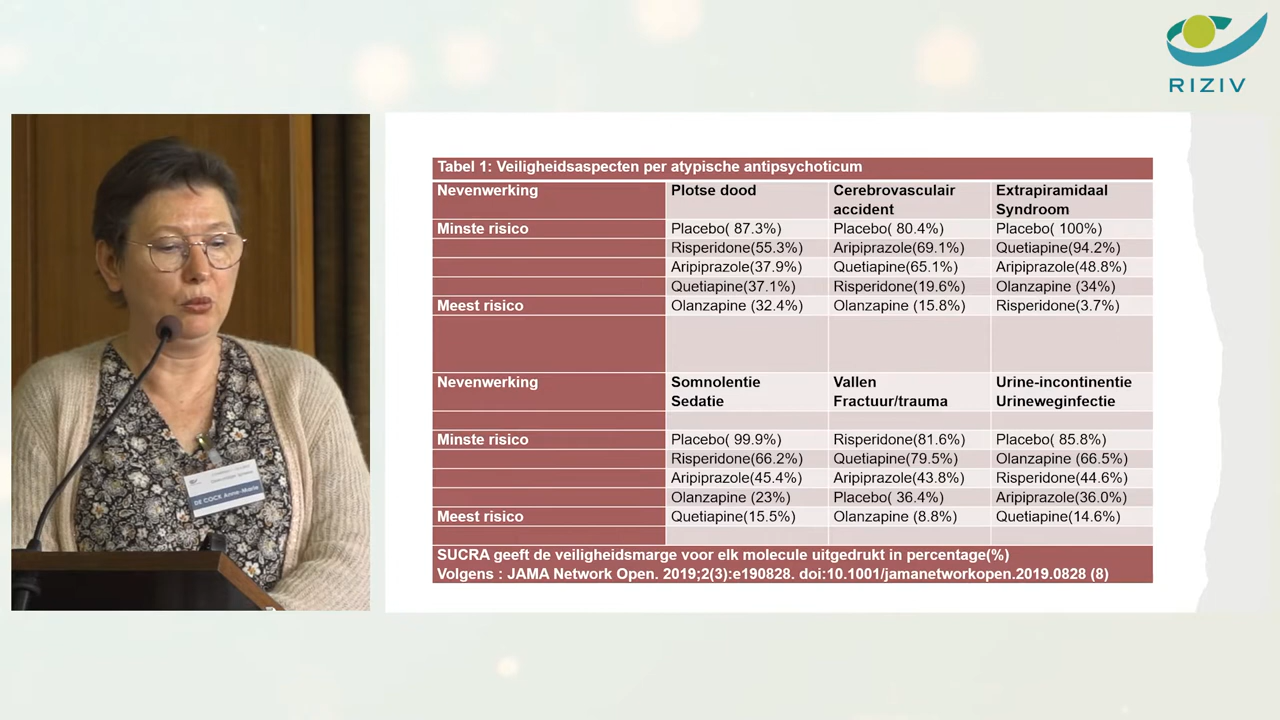 RIZIV
Tabel 1: Veiligheidsaspecten per atypische antipsychoticum
Nevenwerking Plotse dood Cerebrovasculair accident Extrapiramidaal Syndroom
Minste risico Placebo( 87.3%) Placebo( 80.4%) Placebo( 100%)
Risperidone(55.3%) Aripiprazole(69.1%) Quetiapine(94.2%)
Aripiprazole(37.9%) Quetiapine(65.1%) Aripiprazole(48.8%)
Quetiapine(37.1%) Risperidone(19.6%) Olanzapine (34%)
Meest risico Olanzapine (32.4%) Olanzapine (15.8%) Risperidone(3.7%)
Nevenwerking Somnolentie Sedatie Vallen Fractuur/trauma Urine-incontinentie Urineweginfectie
Minste risico Placebo( 99.9%) Risperidone(81.6%) Placebo( 85.8%)
Risperidone(66.2%) Quetiapine(79.5%) Olanzapine (66.5%)
Aripiprazole(45.4%) Aripiprazole(43.8%) Risperidone(44.6%)
Olanzapine (23%) Placebo( 36.4%) Aripiprazole(36.0%)
Meest risico Quetiapine(15.5%) Olanzapine (8.8%) Quetiapine(14.6%)
SUCRA geeft de veiligheidsmarge voor elk molecule uitgedrukt in percentage(%)
Volgens : JAMA Network Open. 2019;2(3):e190828. doi:10.1001/jamanetworkopen.2019.0828 (8)
DE COCK Anne-Marie